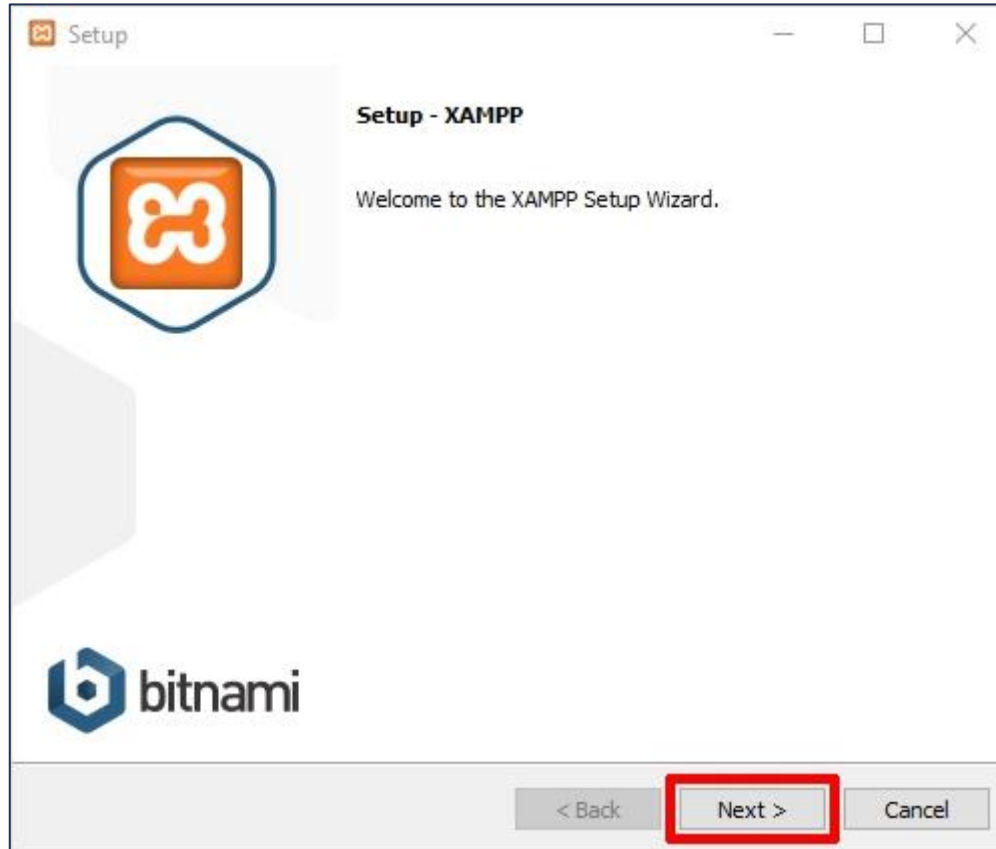 Setup
Setup - XAMPP
Welcome to the XAMPP Setup Wizard.
bitnami
< Back
Next >
Cancel